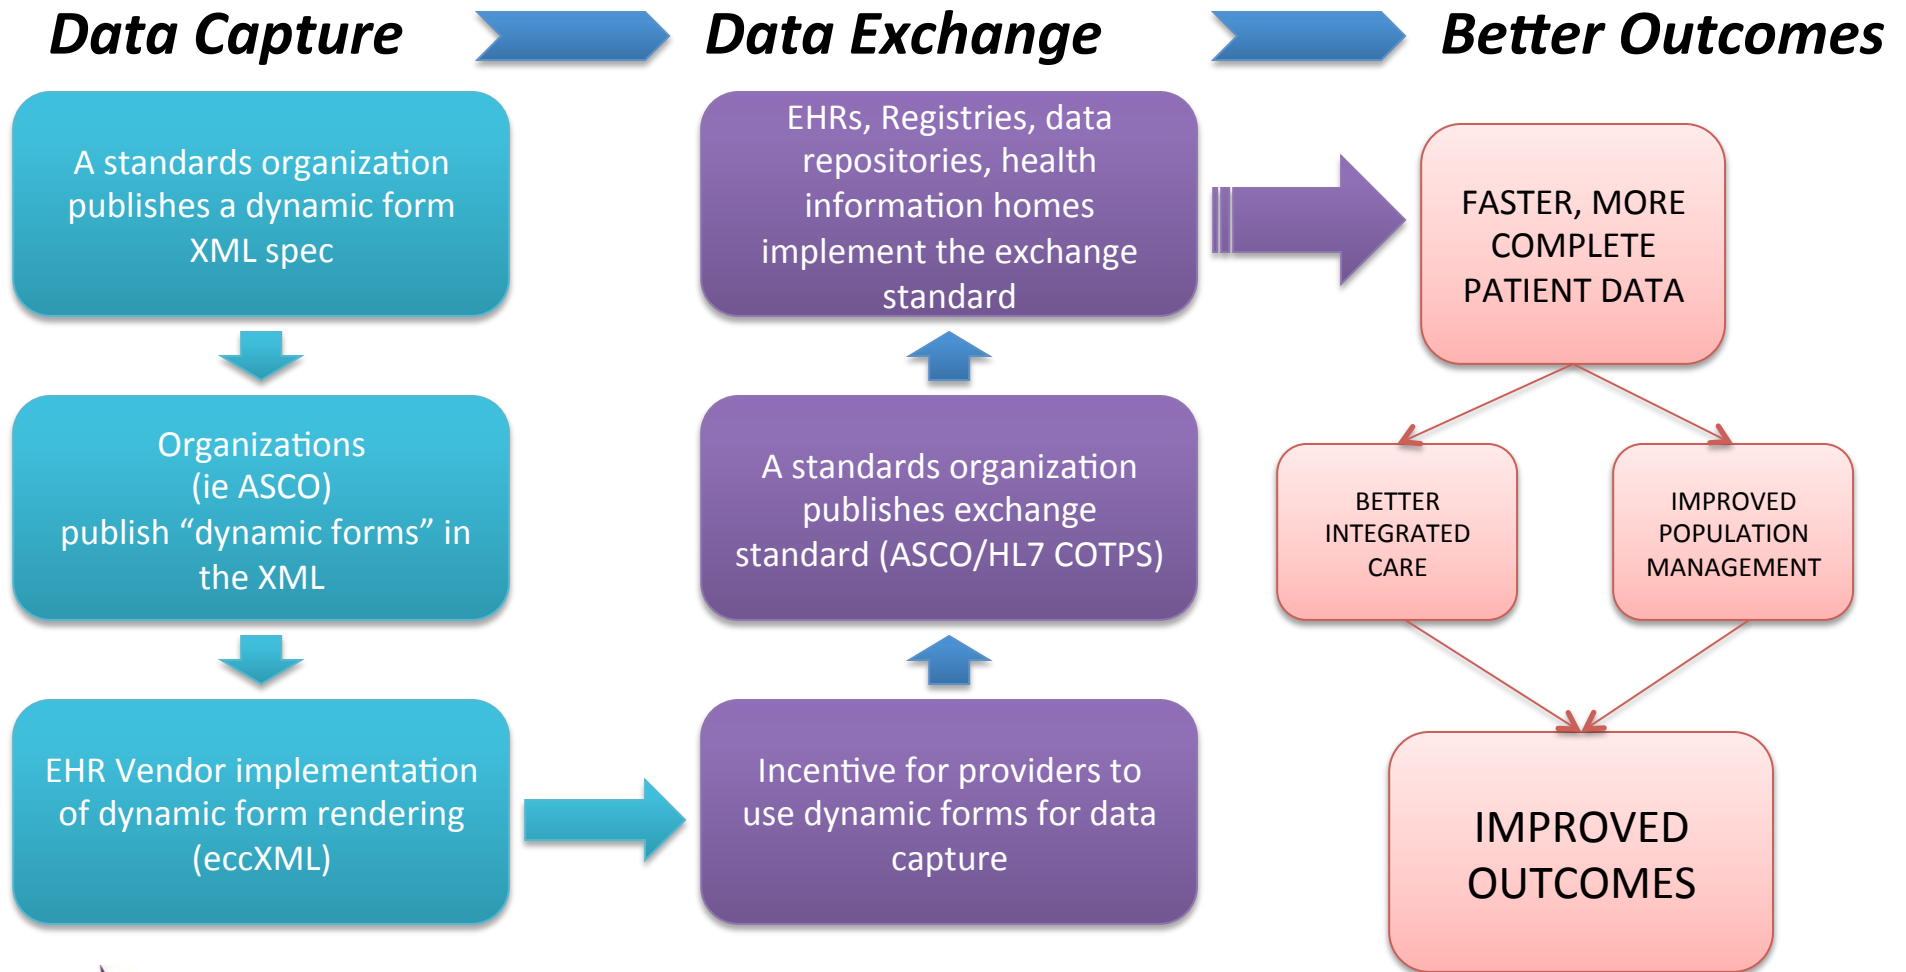 Data Capture
Data Exchange
Better Outcomes
A standards organization
publishes a dynamic form
XML spec
Organizations
(ie ASCO)
publish “dynamic forms” in
the XML
EHR Vendor implementation
of dynamic form rendering
(eccXML)
EHRs, Registries, data
repositories, health
information homes
implement the exchange
standard
A standards organization
publishes exchange
standard (ASCO/HL7 COTPS)
Incentive for providers to
use dynamic forms for data
capture
FASTER, MORE
COMPLETE
PATIENT DATA
BETTER
INTEGRATED
CARE
IMPROVED
POPULATION
MANAGEMENT
IMPROVED
OUTCOMES